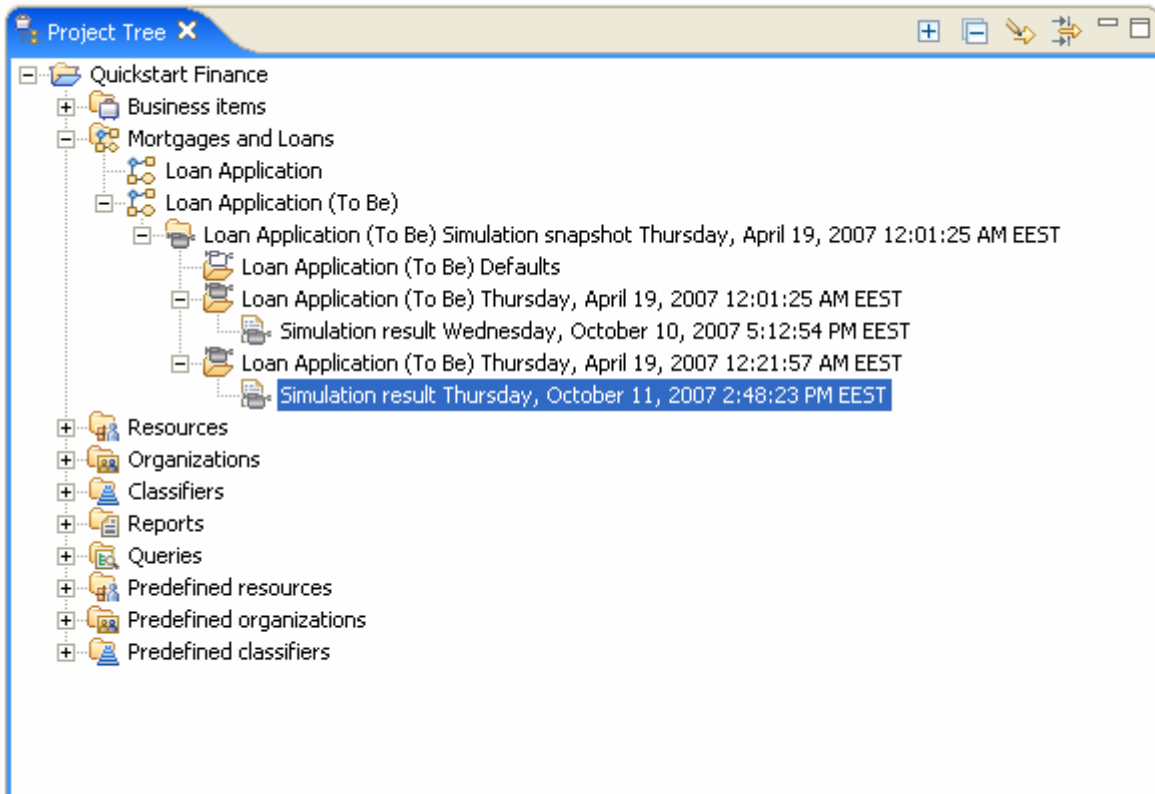 Project Tree
Quickstart Finance
Business items
Mortgages and Loans
Loan Application
Loan Application (To Be)
Loan Application (To Be) Simulation snapshot Thursday, April 19, 2007 12:01:25 AM EEST
Loan Application (To Be) Defaults
Loan Application (To Be) Thursday, April 19, 2007 12:01:25 AM EEST
Simulation result Wednesday, October 10, 2007 5:12:54 PM EEST
Loan Application (To Be) Thursday, April 19, 2007 12:21:57 AM EEST
Simulation result Thursday, October 11, 2007 2:48:23 PM EEST
Resources
Organizations
Classifiers
Reports
Queries
Predefined resources
Predefined organizations
Predefined classifiers